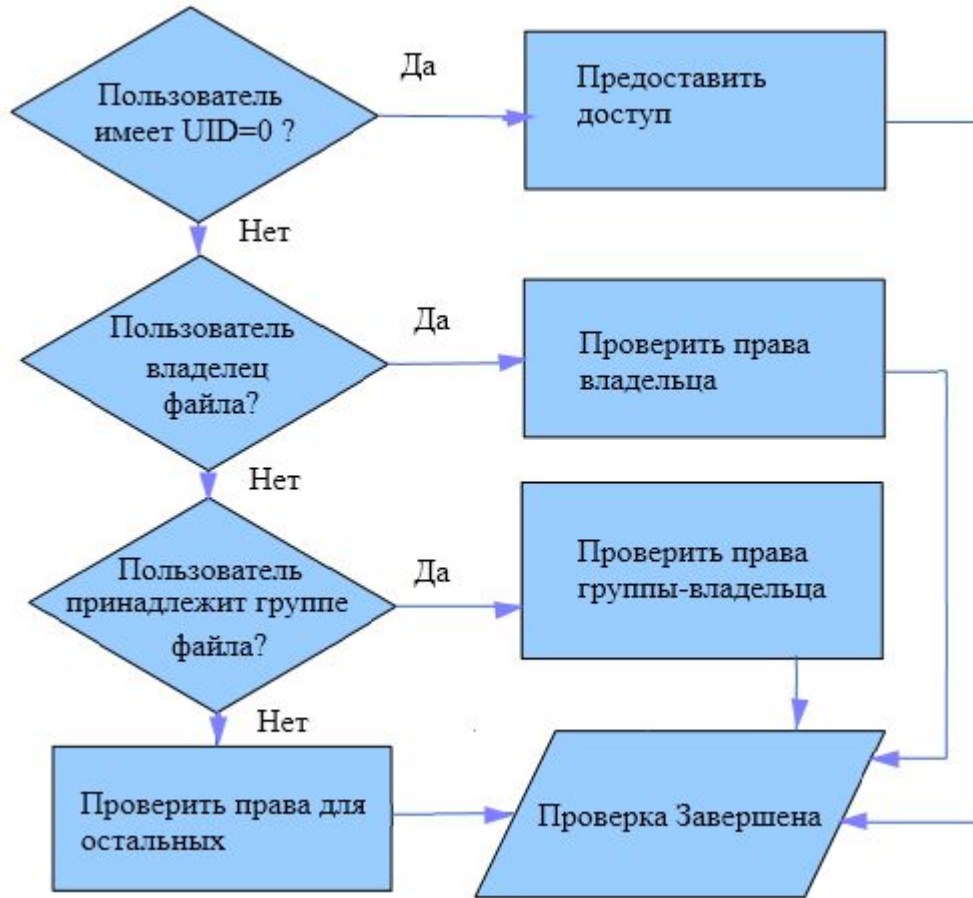 Пользователь
имеет UID=0 ?
Да
Предоставить
доступ
Нет
Пользователь
владелец
файла?
Да
Проверить права
владельца
Нет
Пользователь
принадлежит группе
файла?
Да
Проверить права
группы-владельца
Нет
Проверить права для
остальных
Проверка Завершена